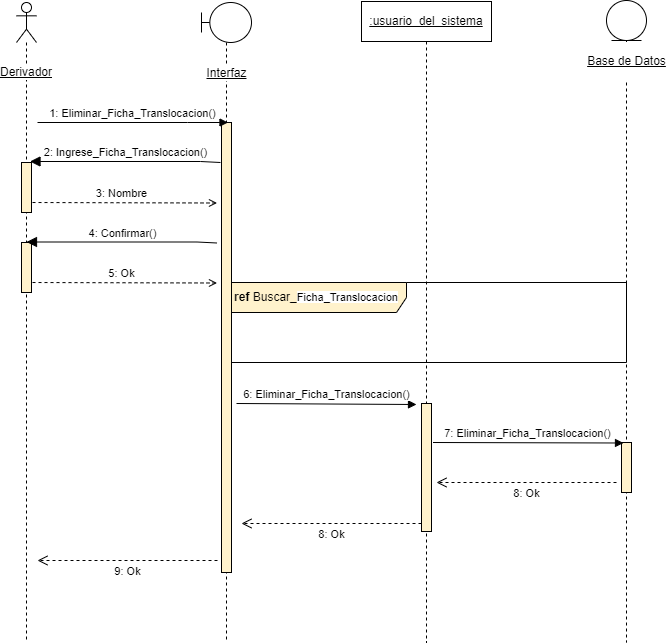 :usuario_del_sistema
Base de Datos
Derivador
Interfaz
1: Eliminar_Ficha_Translocacion()
2: Ingrese_Ficha_Translocacion()
3: Nombre
4: Confirmar()
5: Ok
ref Buscar_Ficha_Translocacion
6: Eliminar_Ficha_Translocacion()
7: Eliminar_Ficha_Translocacion()
8: Ok
8: Ok
9: Ok